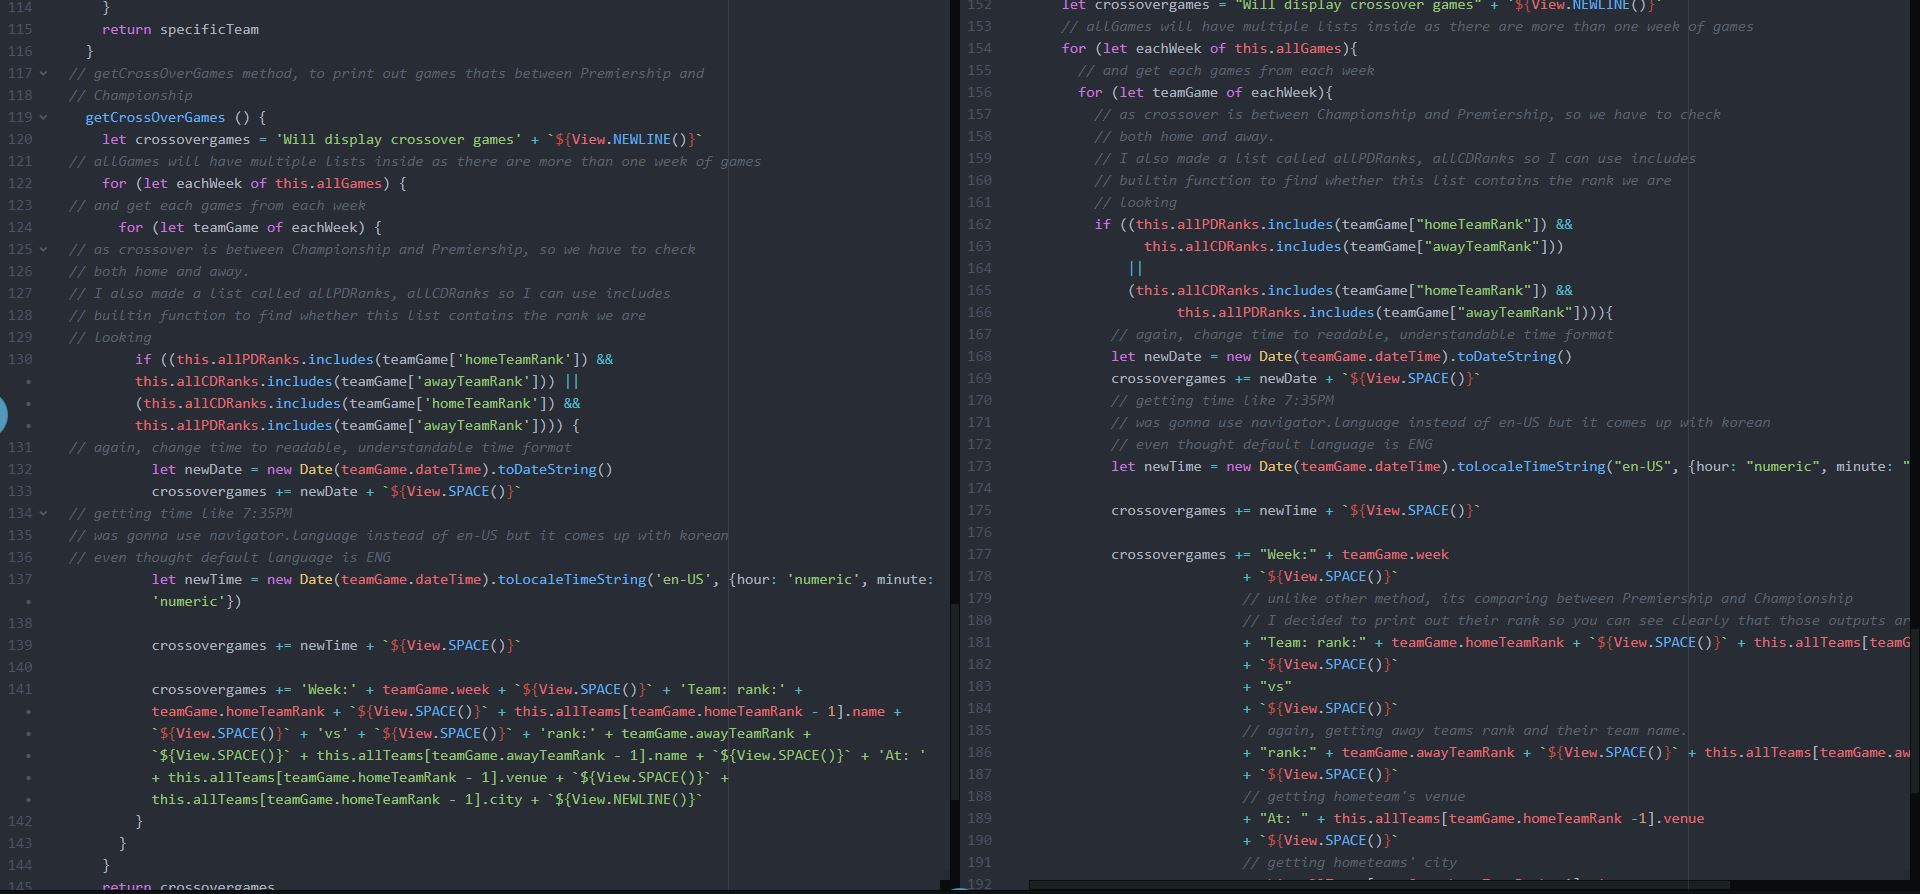 114 }
115 return specificTeam
116 }
117 // getCrossOverGames method, to print out games thats between Premiership and
118 // Championship
119 getCrossOverGames () {
120 let crossovergames = 'Will display crossover games' + `${View.NEWLINE()}`
121 // allGames will have multiple lists inside as there are more than one week of games
122 for (let eachWeek of this.allGames) {
123 // and get each games from each week
124 for (let teamGame of eachWeek) {
125 // as crossover is between Championship and Premiership, so we have to check
126 // both home and away.
127 // I also made a list called allPDRanks, allCDRanks so I can use includes
128 // builtin function to find whether this list contains the rank we are
129 // looking
130 if ((this.allPDRanks.includes(teamGame['homeTeamRank']) &&
this.allCDRanks.includes(teamGame['awayTeamRank'])) ||
(this.allCDRanks.includes(teamGame['homeTeamRank']) &&
this.allPDRanks.includes(teamGame['awayTeamRank']))) {
131 // again, change time to readable, understandable time format
132 let newDate = new Date(teamGame.dateTime).toDateString()
133 crossovergames += newDate + `${View.SPACE()}`
134 // getting time like 7:35PM
135 // was gonna use navigator.language instead of en-US but it comes up with korean
136 // even thought default language is ENG
137 let newTime = new Date(teamGame.dateTime).toLocaleTimeString('en-US', {hour: 'numeric', minute:
'numeric'})
138
139 crossovergames += newTime + `${View.SPACE()}`
140
141 crossovergames += 'Week:' + teamGame.week + `${View.SPACE()}` + 'Team: rank:' +
teamGame.homeTeamRank + `${View.SPACE()}` + this.allTeams[teamGame.homeTeamRank - 1].name +
`${View.SPACE()}` + 'vs' + `${View.SPACE()}` + 'rank:' + teamGame.awayTeamRank +
`${View.SPACE()}` + this.allTeams[teamGame.awayTeamRank - 1].name + `${View.SPACE()}` + 'At: '
+ this.allTeams[teamGame.homeTeamRank - 1].venue + `${View.SPACE()}` +
this.allTeams[teamGame.homeTeamRank - 1].city + `${View.NEWLINE()}`
142 }
143 }
144 }
145 return crossovergames
152 let crossovergames = "Will display crossover games" + `${View.NEWLINE()}`
153 // allGames will have multiple lists inside as there are more than one week of games
154 for (let eachWeek of this.allGames){
155 // and get each games from each week
156 for (let teamGame of eachWeek){
157 // as crossover is between Championship and Premiership, so we have to check
158 // both home and away.
159 // I also made a list called allPDRanks, allCDRanks so I can use includes
160 // builtin function to find whether this list contains the rank we are
161 // looking
162 if ((this.allPDRanks.includes(teamGame["homeTeamRank"]) &&
163 this.allCDRanks.includes(teamGame["awayTeamRank"]))
164 ||
165 (this.allCDRanks.includes(teamGame["homeTeamRank"]) &&
166 this.allPDRanks.includes(teamGame["awayTeamRank"]))){
167 // again, change time to readable, understandable time format
168 let newDate = new Date(teamGame.dateTime).toDateString()
169 crossovergames += newDate + `${View.SPACE()}`
170 // getting time like 7:35PM
171 // was gonna use navigator.language instead of en-US but it comes up with korean
172 // even thought default language is ENG
173 let newTime = new Date(teamGame.dateTime).toLocaleTimeString("en-US", {hour: "numeric", minute: "
174
175 crossovergames += newTime + `${View.SPACE()}`
176
177 crossovergames += "Week:" + teamGame.week
178 + `${View.SPACE()}`
179 // unlike other method, its comparing between Premiership and Championship
180 // I decided to print out their rank so you can see clearly that those outputs ar
181 + "Team: rank:" + teamGame.homeTeamRank + `${View.SPACE()}` + this.allTeams[teamG
182 + `${View.SPACE()}`
183 + "vs"
184 + `${View.SPACE()}`
185 // again, getting away teams rank and their team name.
186 + "rank:" + teamGame.awayTeamRank + `${View.SPACE()}` + this.allTeams[teamGame.aw
187 + `${View.SPACE()}`
188 // getting hometeam's venue
189 + "At: " + this.allTeams[teamGame.homeTeamRank -1].venue
190 + `${View.SPACE()}`
191 // getting hometeams' city
192